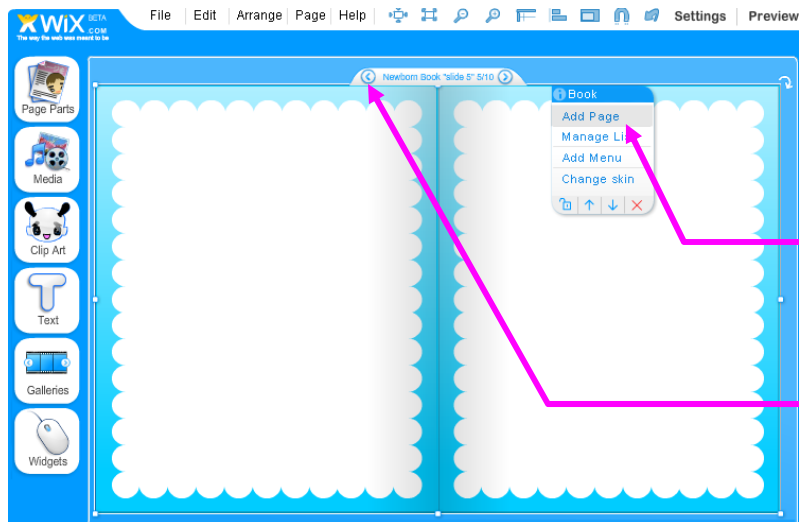 WiX BETA
.COM
The way the web was meant to be
File Edit Arrange Page Help Settings Preview
Newborn Book "slide 5" 5/10
Book
Add Page
Manage Li
Add Menu
Change skin
Page Parts
Media
Clip Art
T
Text
Galleries
Widgets